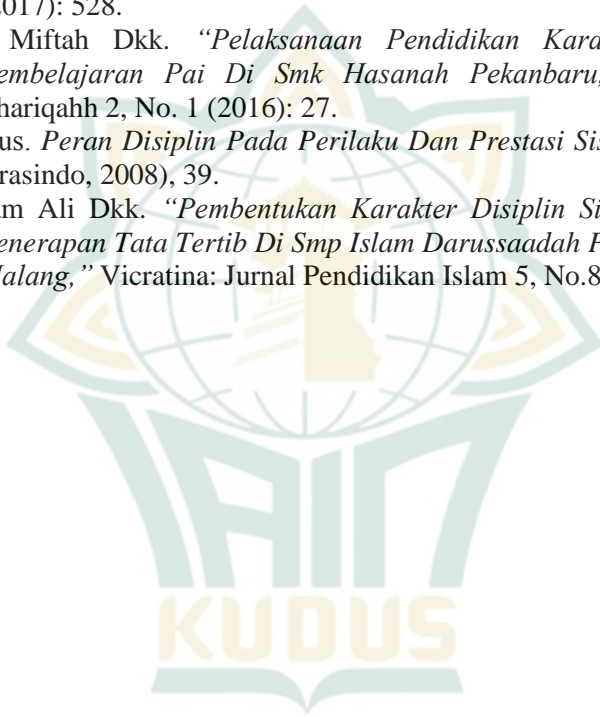 2017): 528.
Miftah Dkk. “Pelaksanaan Pendidikan Kara
embelajaran Pai Di Smk Hasanah Pekanbaru,
hariqahh 2, No. 1 (2016): 27.
us. Peran Disiplin Pada Perilaku Dan Prestasi Sis
rasindo, 2008), 39.
m Ali Dkk. “Pembentukan Karakter Disiplin Si
enerapan Tata Tertib Di Smp Islam Darussaadah P
alang,” Vicratina: Jurnal Pendidikan Islam 5, No.8
IAIN
KUDUS